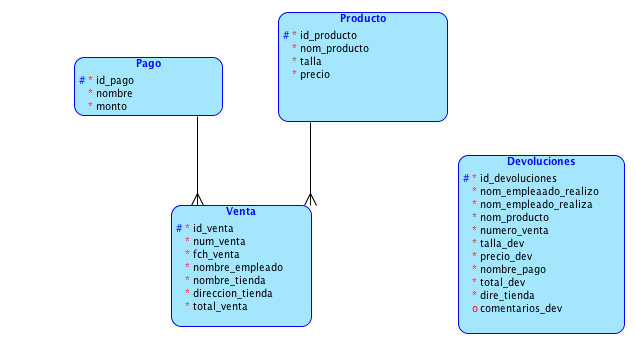 Producto
# * id_producto
* nom_producto
* talla
* precio
Pago
# * id_pago
* nombre
* monto
Devoluciones
# * id_devoluciones
* nom_empleaado_realizo
* nom_empleado_realiza
* nom_producto
* numero_venta
* talla_dev
* precio_dev
* nombre_pago
* total_dev
* dire_tienda
o comentarios_dev
Venta
# * id_venta
* num_venta
* fch_venta
* nombre_empleado
* nombre_tienda
* direccion_tienda
* total_venta